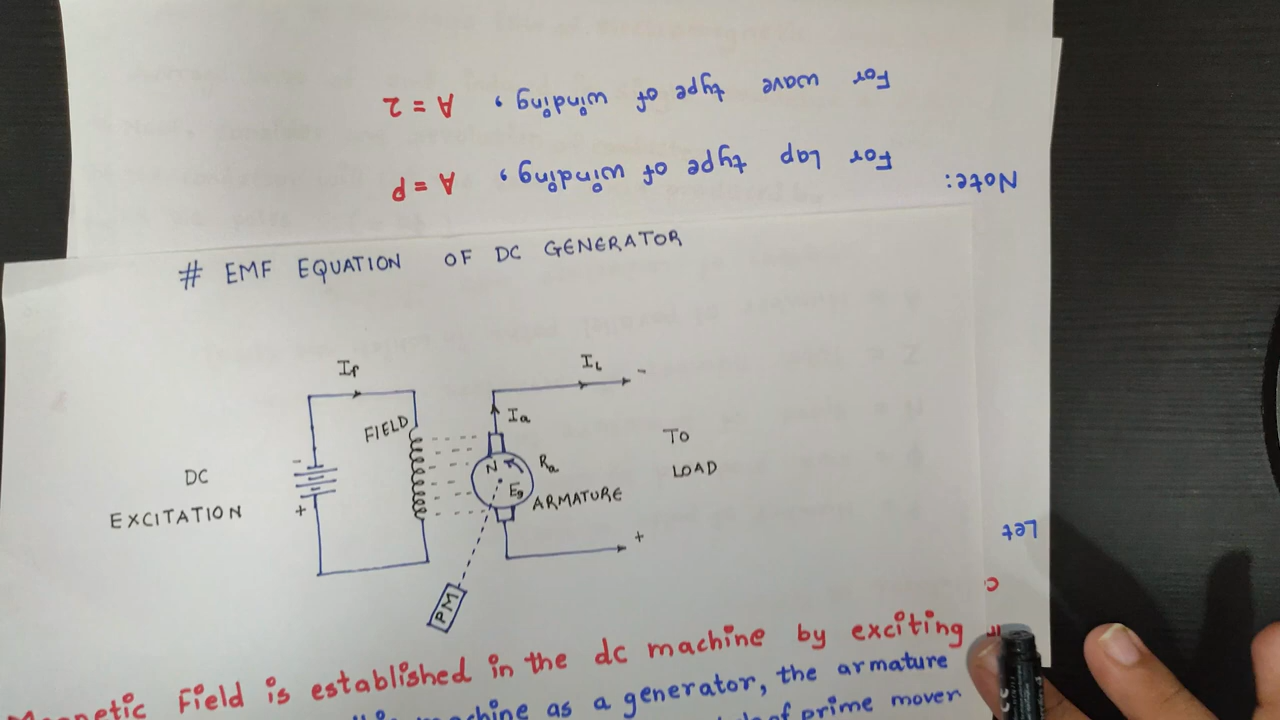 For wave type of winding, A = 2
Note: For Lap type of winding, A = P
# EMF EQUATION OF DC GENERATOR
If
IL
-
FIELD
Ia
TO
LOAD
N
Ra
DC
EXCITATION
-
+
Eg
ARMATURE
+
PM
Let
Magnetic Field is established in the dc machine by exciting
machine as a generator, the armature
of prime mover